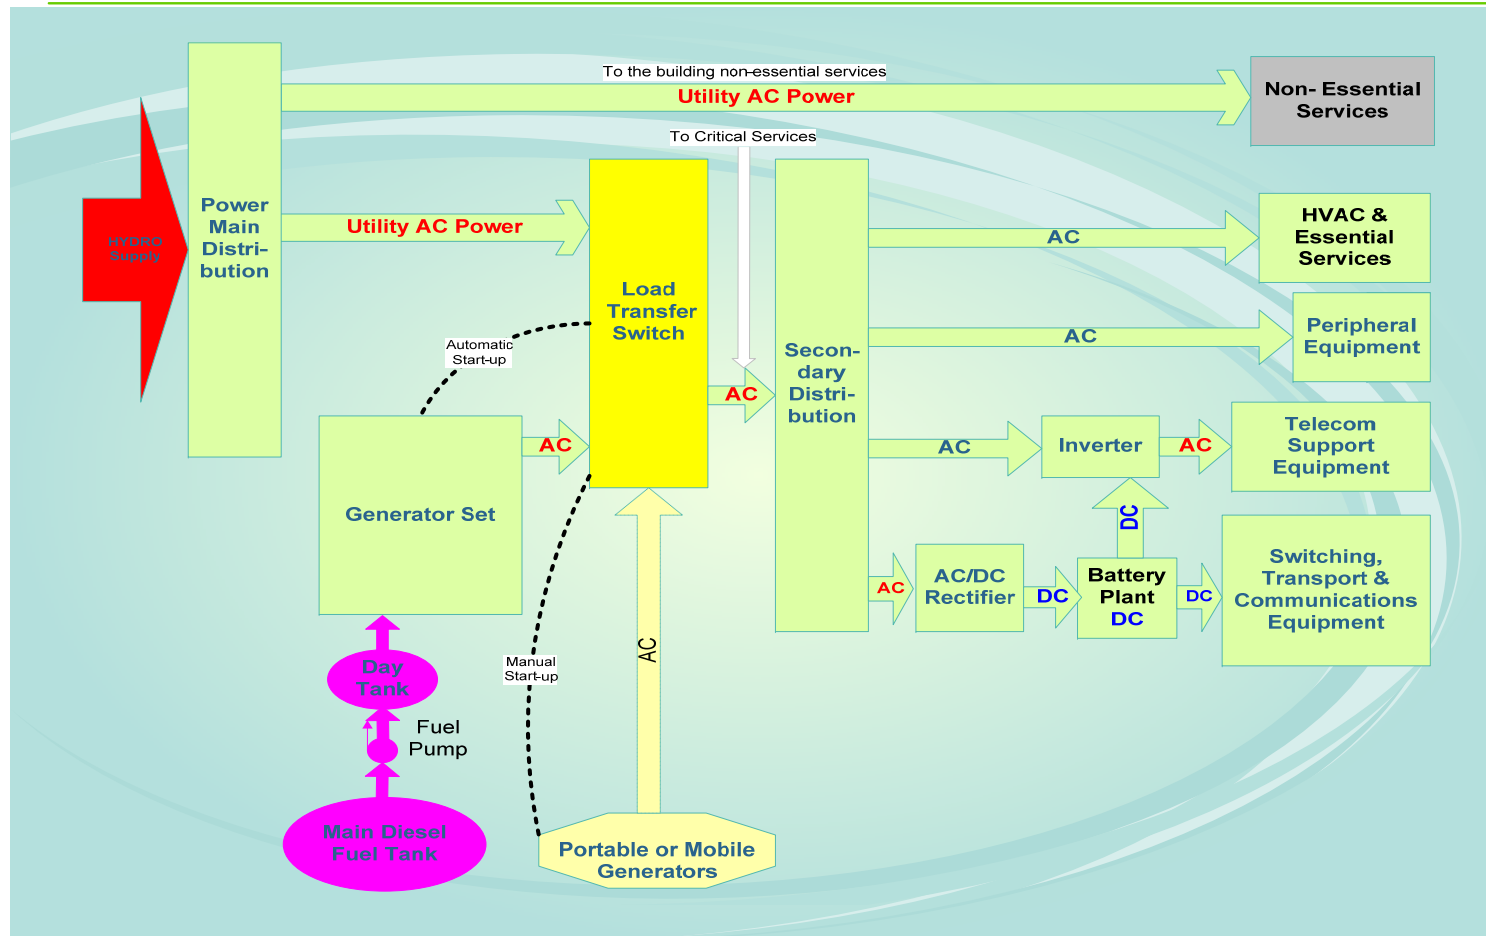 To the building non-essential services
Utility AC Power
Non- Essential
Services
To Critical Services
HYDRO
Supply
Power
Main
Distri-
bution
Utility AC Power
Load
Transfer
Switch
AC
HVAC &
Essential
Services
Automatic
Start-up
AC
Secon-
dary
Distri-
bution
AC
Peripheral
Equipment
Generator Set
AC
AC
Inverter
AC
Telecom
Support
Equipment
DC
AC
AC/DC
Rectifier
DC
Battery
Plant
DC
DC
Switching,
Transport &
Communications
Equipment
Day
Tank
Fuel
Pump
Manual
Start-up
AC
Main Diesel
Fuel Tank
Portable or Mobile
Generators